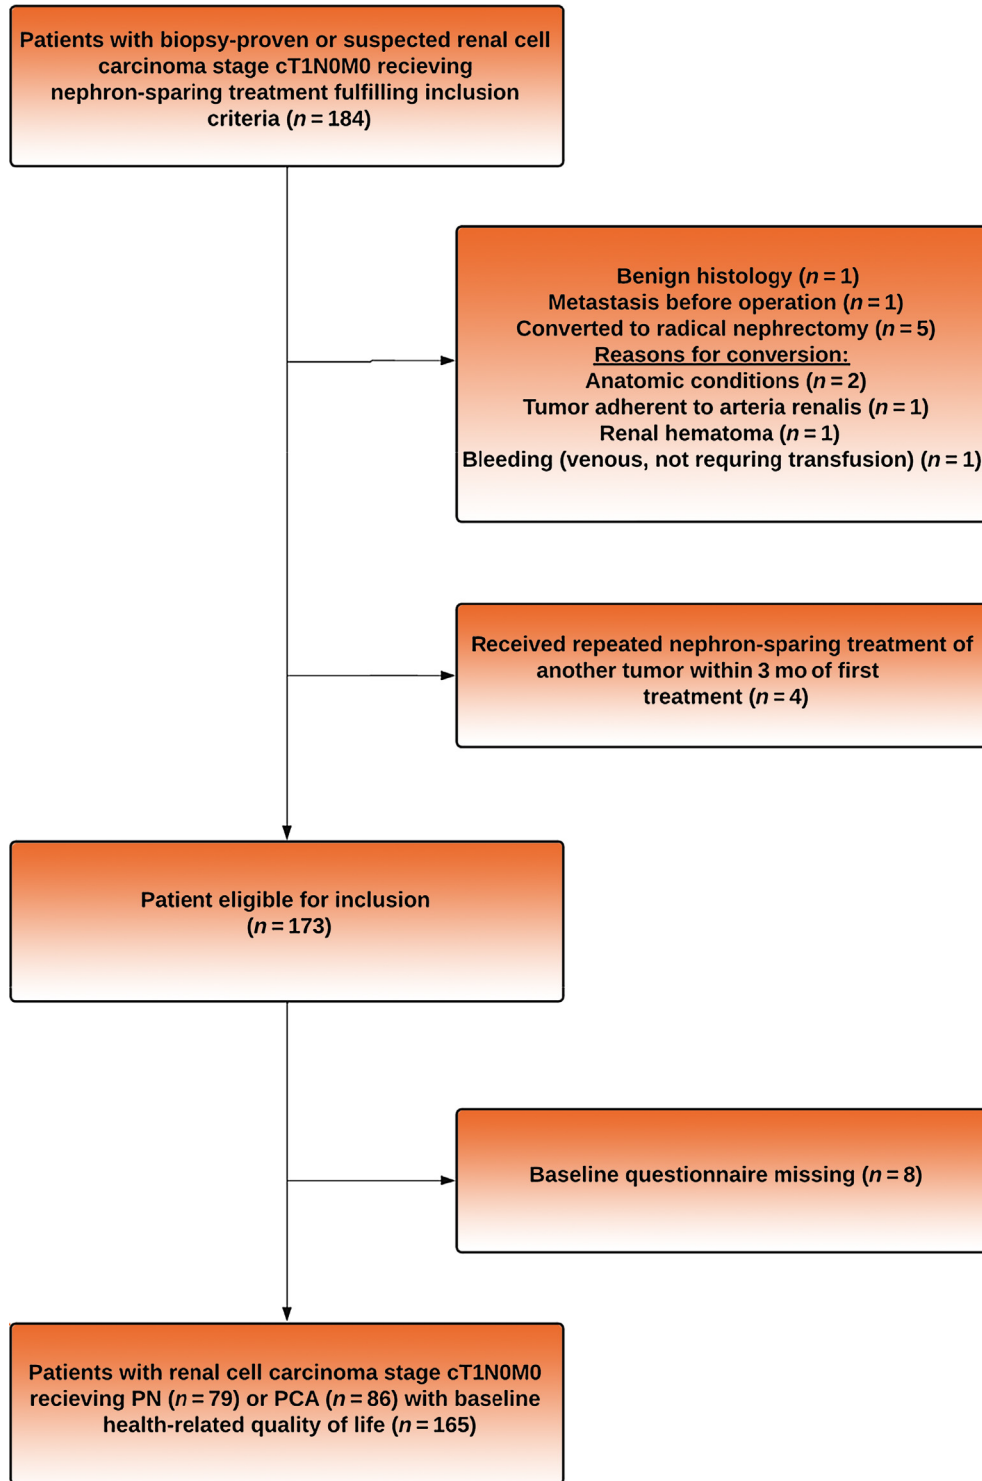 Patients with biopsy-proven or suspected renal cell
carcinoma stage cT1N0M0 recieving
nephron-sparing treatment fulfilling inclusion
criteria (n = 184)
Benign histology (n = 1)
Metastasis before operation (n = 1)
Converted to radical nephrectomy (n = 5)
Reasons for conversion:
Anatomic conditions (n = 2)
Tumor adherent to arteria renalis (n = 1)
Renal hematoma (n = 1)
Bleeding (venous, not requring transfusion) (n = 1)
Received repeated nephron-sparing treatment of
another tumor within 3 mo of first
treatment (n = 4)
Patient eligible for inclusion
(n = 173)
Baseline questionnaire missing (n = 8)
Patients with renal cell carcinoma stage cT1N0M0
recieving PN (n = 79) or PCA (n = 86) with baseline
health-related quality of life (n = 165)